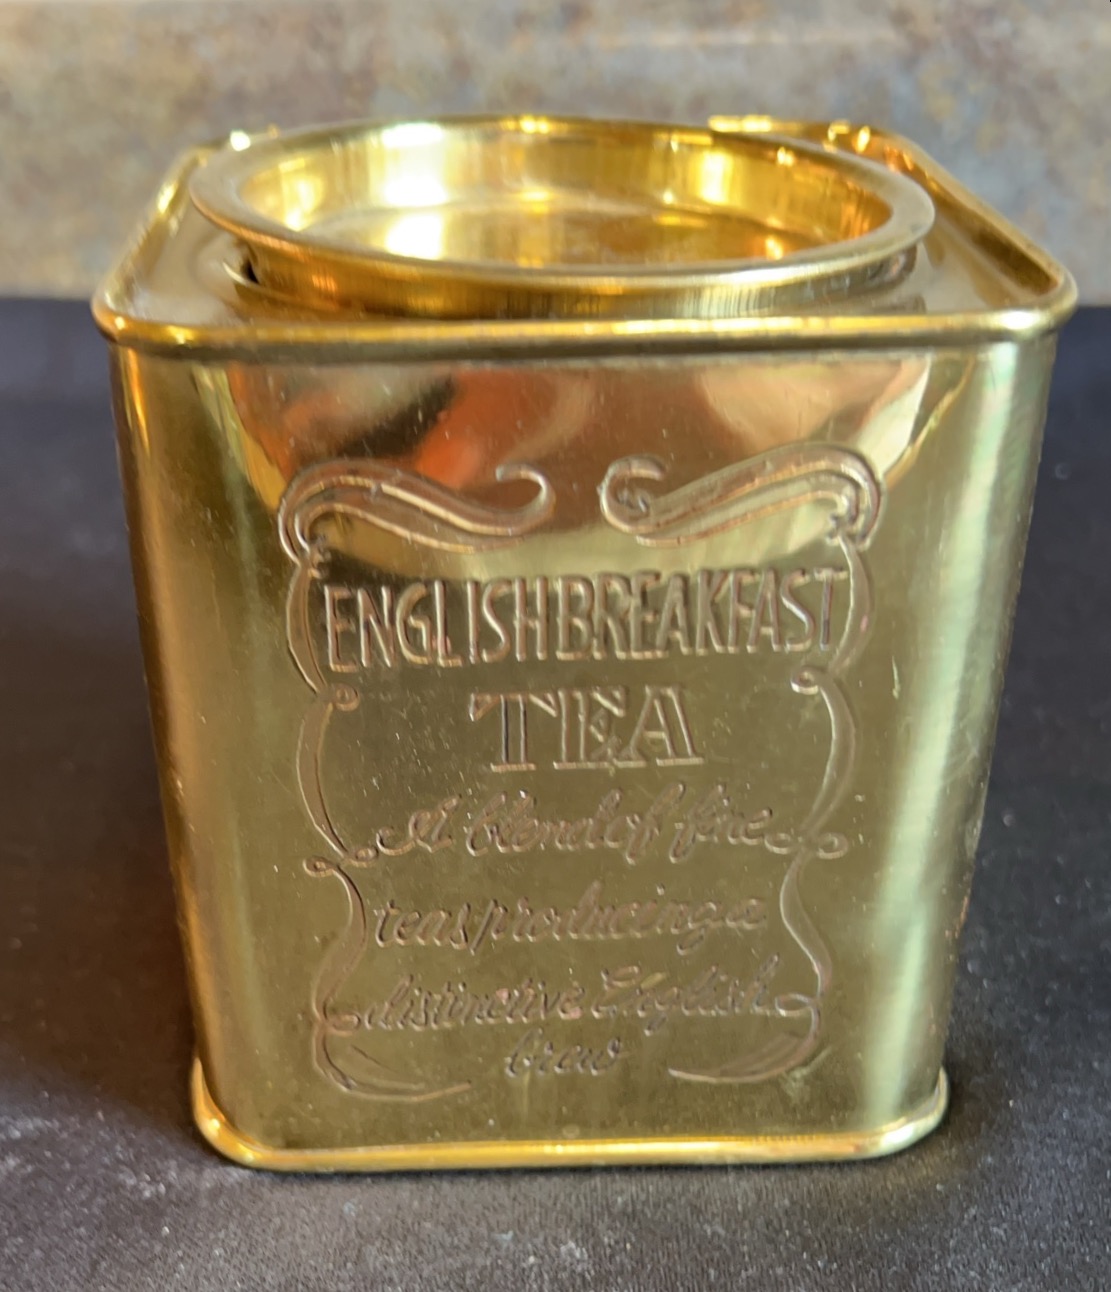 ENGLISH BREAKFAST
TEA
A blend of fine
teas producing a
distinctive English
brew